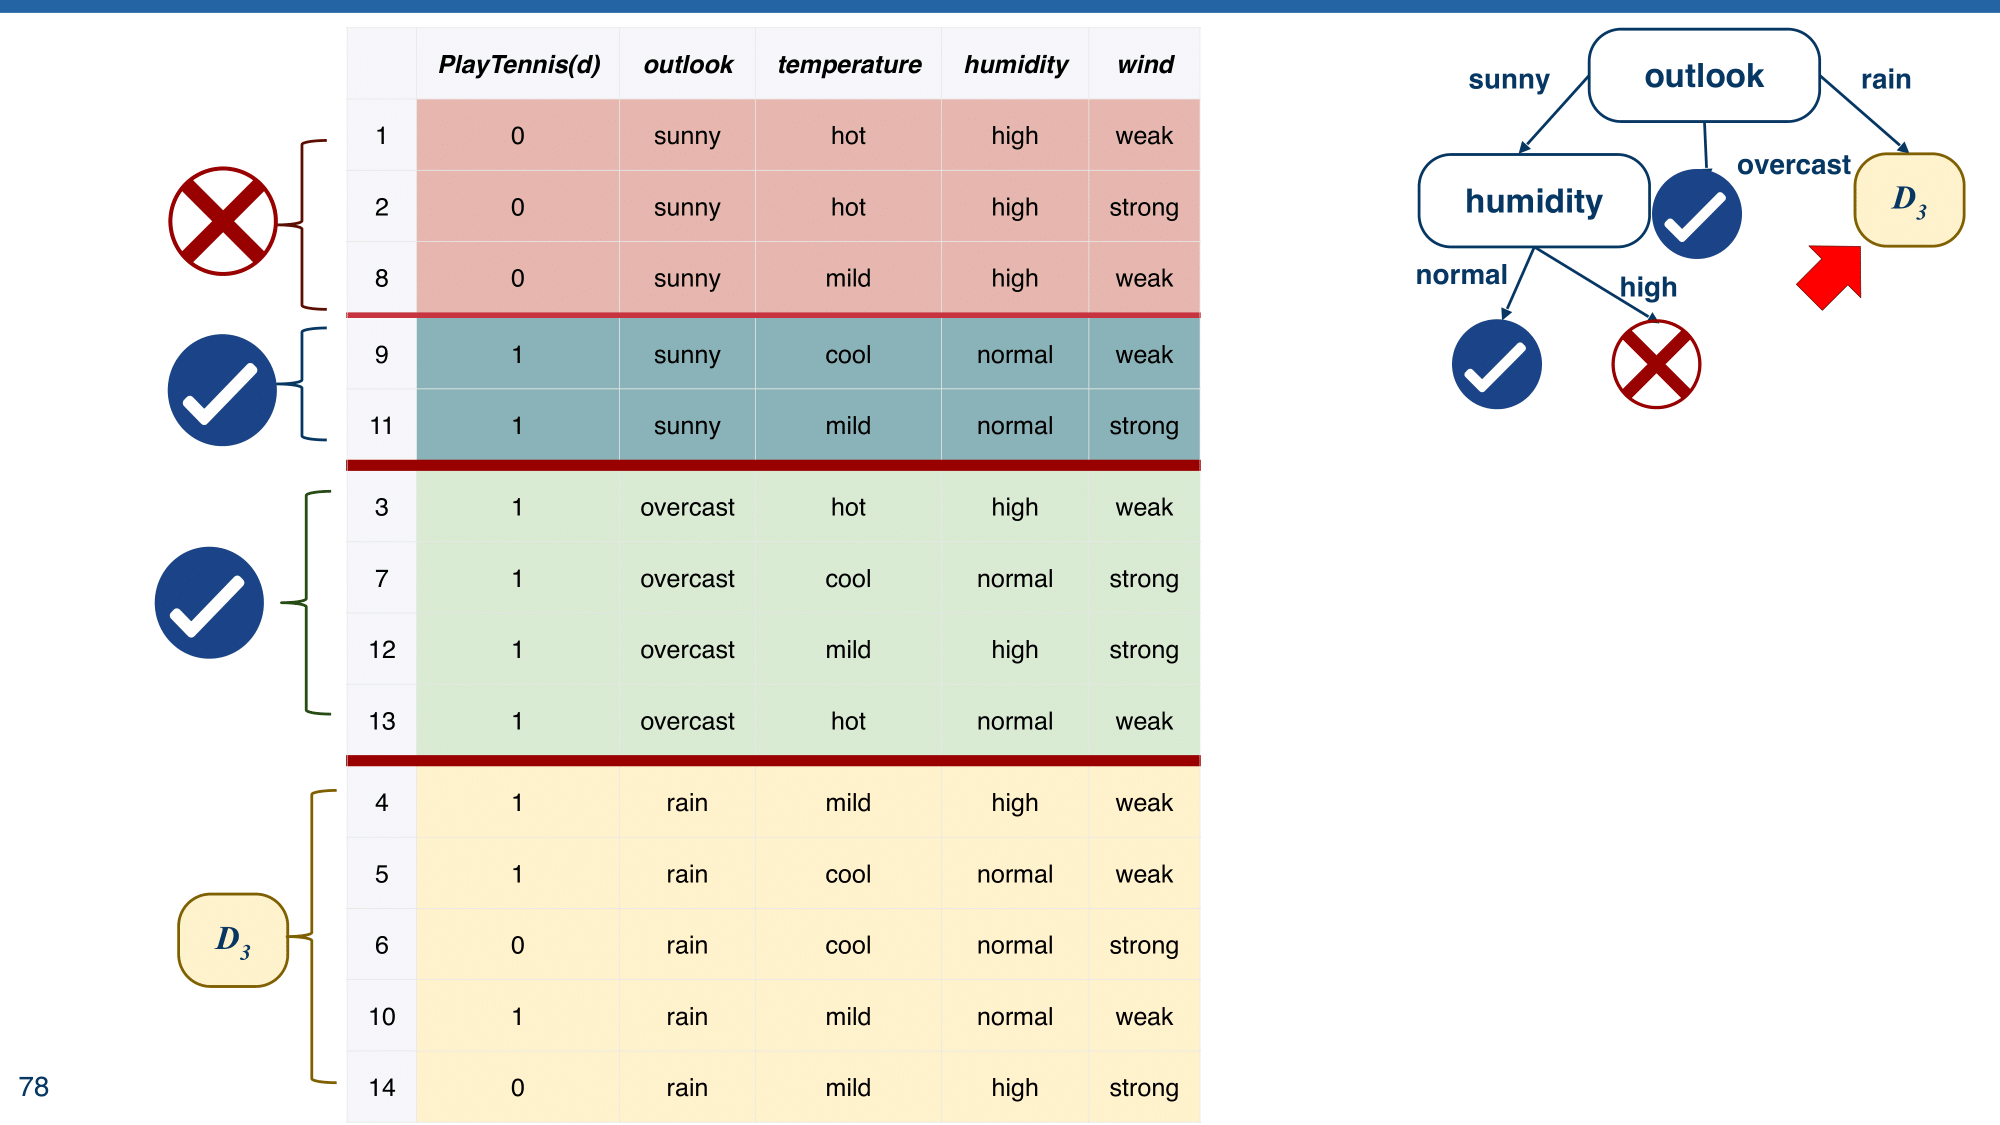 PlayTennis(d) outlook temperature humidity wind
1 0 sunny hot high weak
2 0 sunny hot high strong
8 0 sunny mild high weak
9 1 sunny cool normal weak
11 1 sunny mild normal strong
3 1 overcast hot high weak
7 1 overcast cool normal strong
12 1 overcast mild high strong
13 1 overcast hot normal weak
4 1 rain mild high weak
5 1 rain cool normal weak
6 0 rain cool normal strong
10 1 rain mild normal weak
14 0 rain mild high strong
D3
78
sunny outlook rain
overcast
humidity D3
normal high